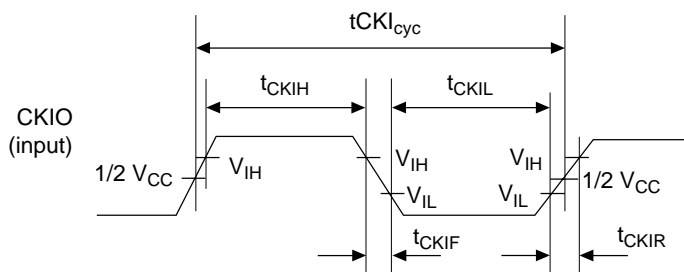 tCKIcyc
tCKIH tCKIL
CKIO
(input)
1/2 VCC VIH VIH VIL VIH VIL 1/2 VCC
tCKIF tCKIR